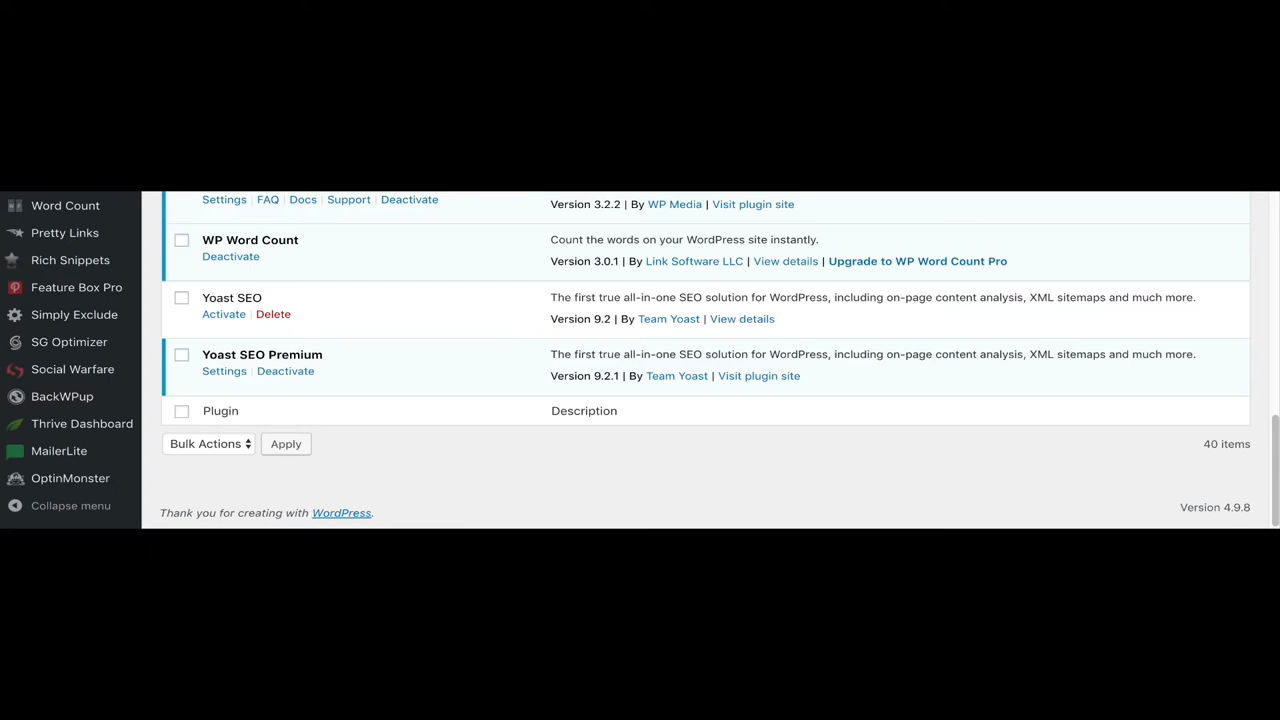 Word Count
Pretty Links
Rich Snippets
Feature Box Pro
Simply Exclude
SG Optimizer
Social Warfare
BackWPup
Thrive Dashboard
MailerLite
OptinMonster
Collapse menu
Settings | FAQ | Docs | Support | Deactivate
Version 3.2.2 | By WP Media | Visit plugin site
WP Word Count
Deactivate
Count the words on your WordPress site instantly.
Version 3.0.1 | By Link Software LLC | View details | Upgrade to WP Word Count Pro
Yoast SEO
Activate | Delete
The first true all-in-one SEO solution for WordPress, including on-page content analysis, XML sitemaps and much more.
Version 9.2 | By Team Yoast | View details
Yoast SEO Premium
Settings | Deactivate
The first true all-in-one SEO solution for WordPress, including on-page content analysis, XML sitemaps and much more.
Version 9.2.1 | By Team Yoast | Visit plugin site
Plugin Description
Bulk Actions Apply 40 items
Thank you for creating with WordPress. Version 4.9.8